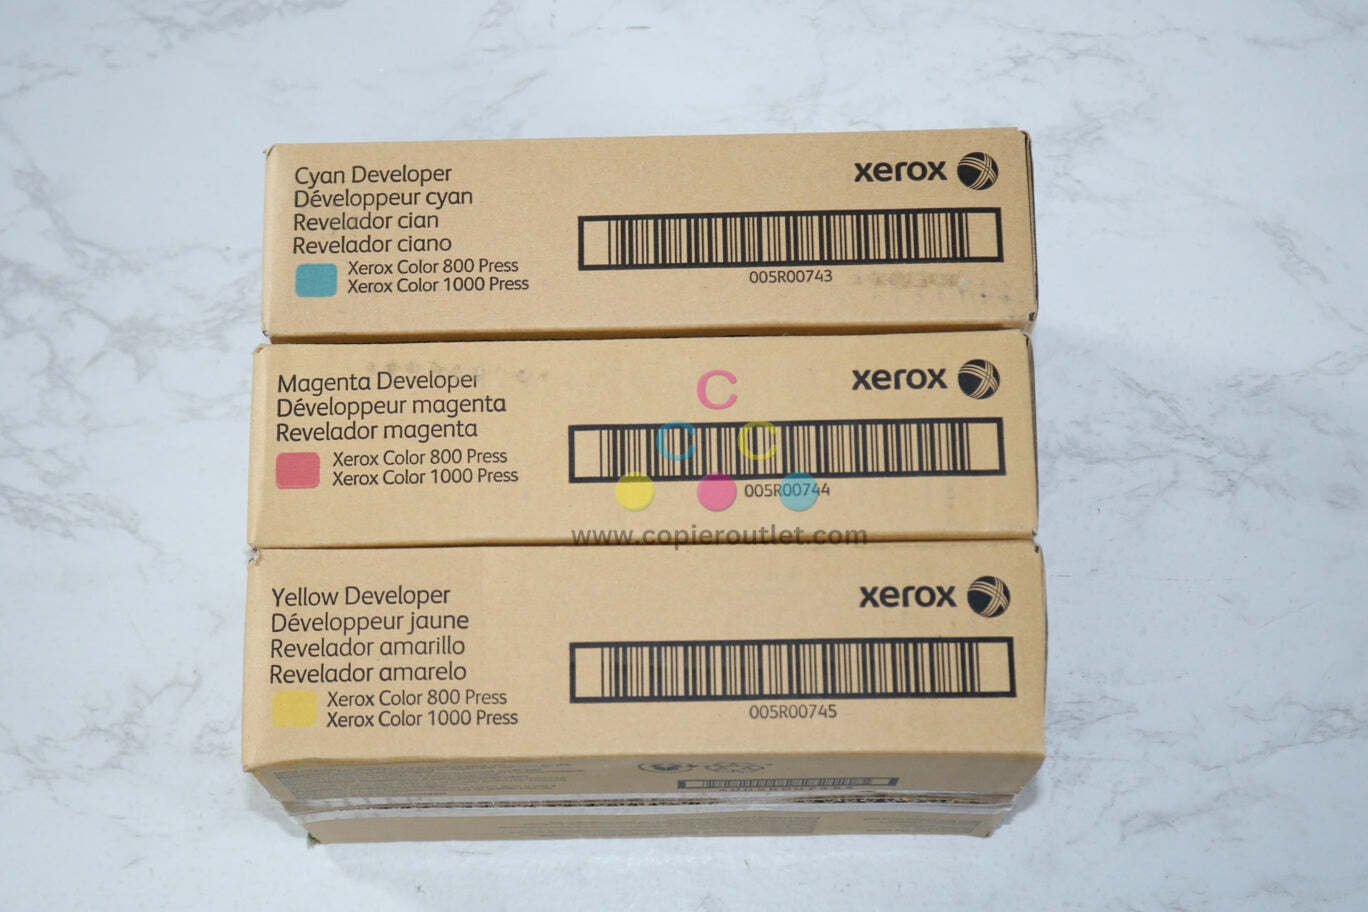 Cyan Developer
Développeur cyan
Revelador cian
Revelador ciano
Xerox Color 800 Press
Xerox Color 1000 Press
xerox
005R00743
Magenta Developer
Développeur magenta
Revelador magenta
Xerox Color 800 Press
Xerox Color 1000 Press
xerox
C
C C
005R00744
www.copieroutlet.com
Yellow Developer
Développeur jaune
Revelador amarillo
Revelador amarelo
Xerox Color 800 Press
Xerox Color 1000 Press
xerox
005R00745